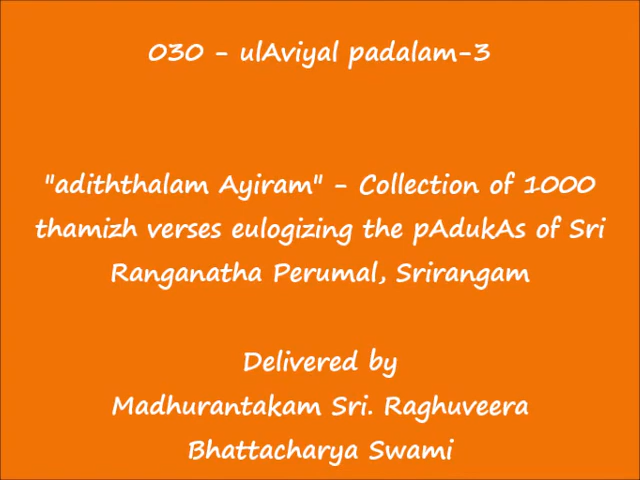 030 - ulAviyal padalam-3
"adiththalam Ayiram" - Collection of 1000
thamizh verses eulogizing the pAdukAs of Sri
Ranganatha Perumal, Srirangam
Delivered by
Madhurantakam Sri. Raghuveera
Bhattacharya Swami